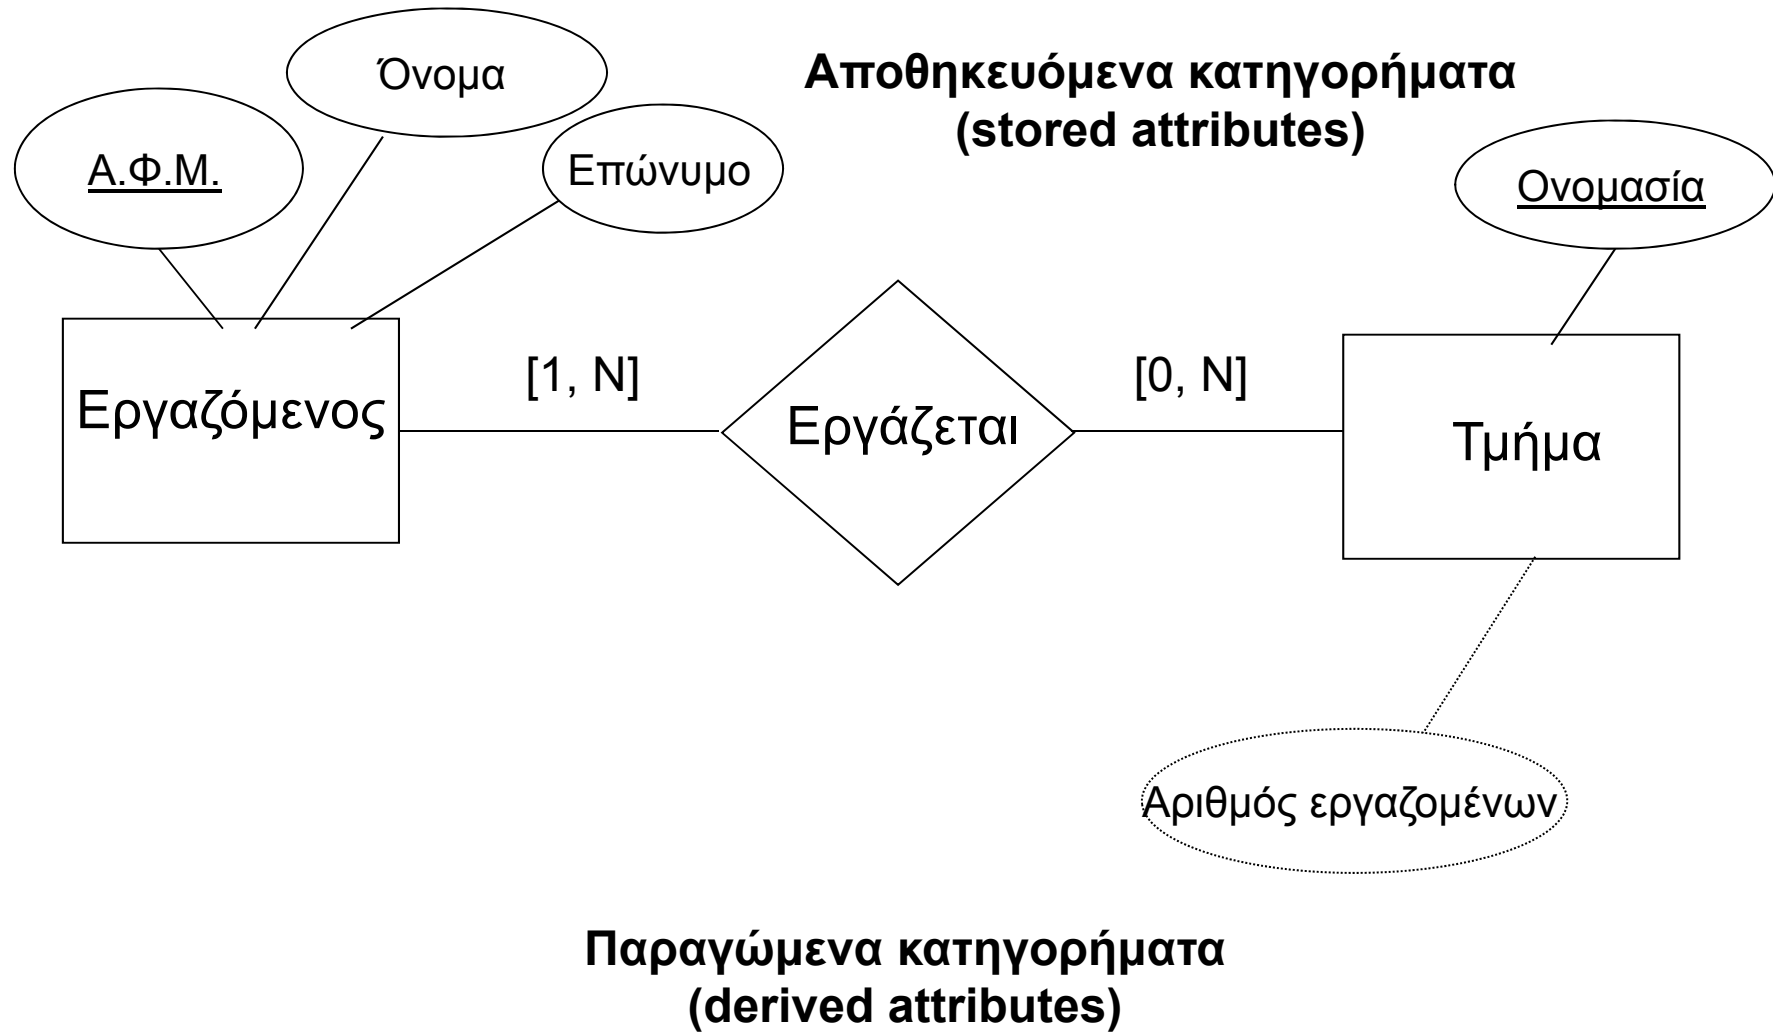 Όνομα
Αποθηκευόμενα κατηγορήματα
(stored attributes)
Α.Φ.Μ.
Επώνυμο
Ονομασία
[1, N]
[0, N]
Εργαζόμενος
Εργάζεται
Τμήμα
Αριθμός εργαζομένων
Παραγώμενα κατηγορήματα
(derived attributes)